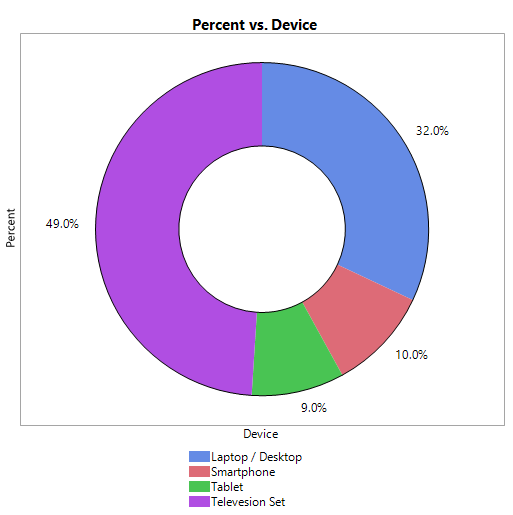 Percent vs. Device
32.0%
49.0%
Percent
10.0%
9.0%
Device
Laptop / Desktop
Smartphone
Tablet
Televesion Set